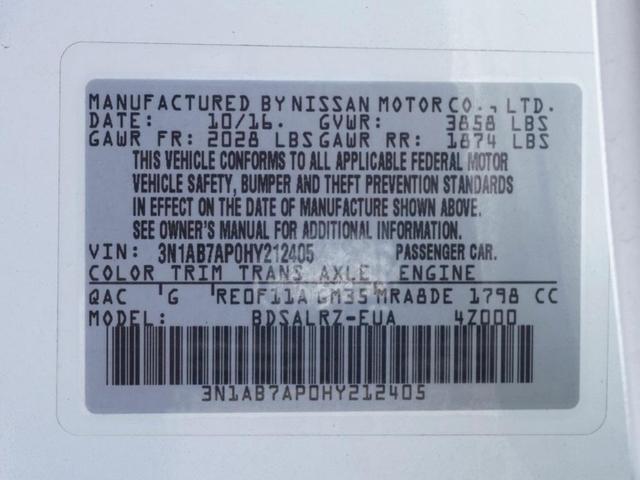 MANUFACTURED BY NISSAN MOTOR CO., LTD.
DATE: 10/16. GVWR: 3858 LBS
GAWR FR: 2028 LBS GAWR RR: 1874 LBS
THIS VEHICLE CONFORMS TO ALL APPLICABLE FEDERAL MOTOR
VEHICLE SAFETY, BUMPER AND THEFT PREVENTION STANDARDS
IN EFFECT ON THE DATE OF MANUFACTURE SHOWN ABOVE.
SEE OWNER'S MANUAL FOR ADDITIONAL INFORMATION.
VIN: 3N1AB7AP0HY212405 PASSENGER CAR.
COLOR TRIM TRANS AXLE ENGINE
QAC G RE0F11A GM35 MRA8DE 1798 CC
MODEL: BDSALRZ-EUA 4Z000
3N1AB7AP0HY212405